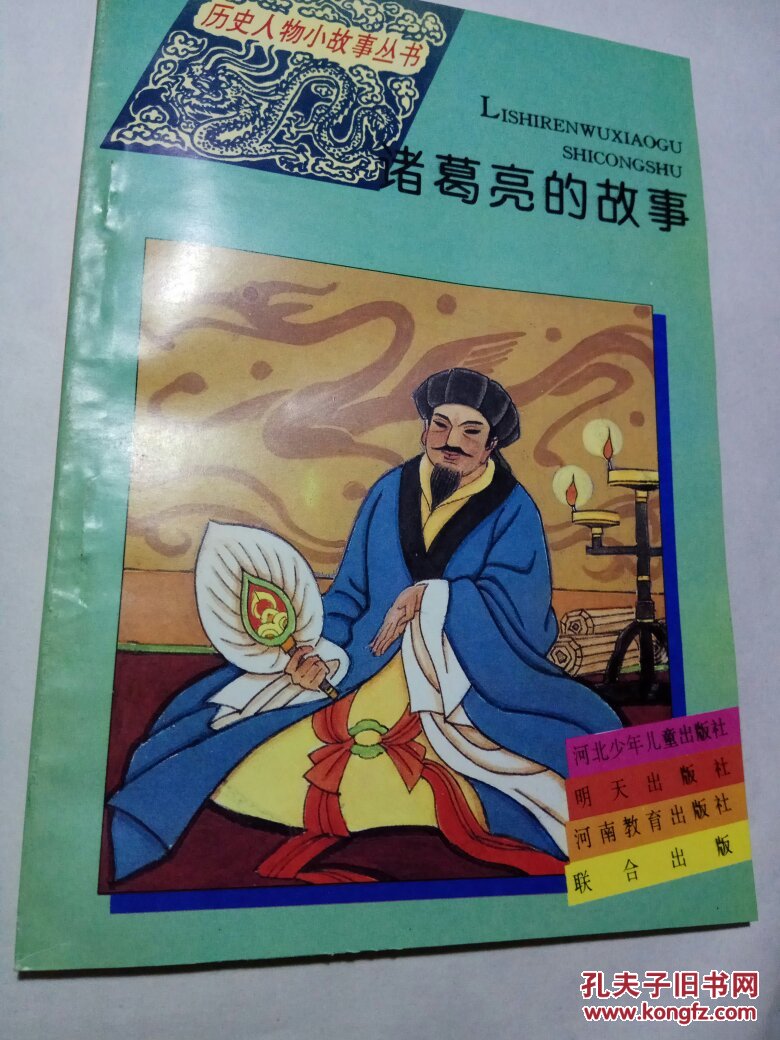 历史人物小故事丛书
LISHIRENWUXIAOGU
SHICONGSHU
诸葛亮的故事
河北少年儿童出版社
明天出版社
河南教育出版社
联合出版
孔夫子旧书网
www.kongfz.com